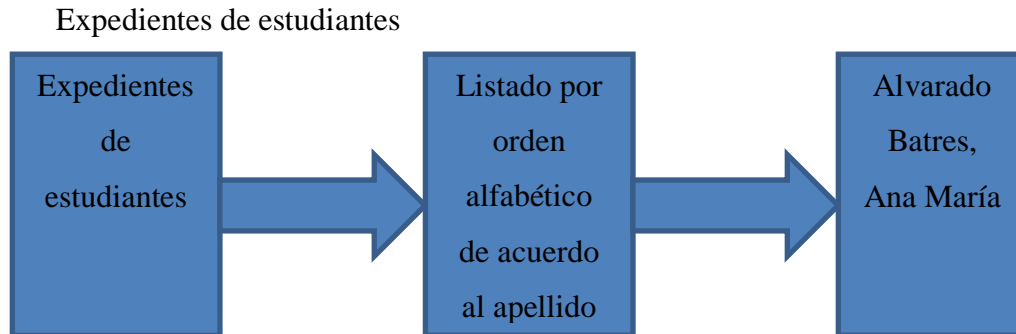 Expedientes de estudiantes
Expedientes
de
estudiantes
Listado por
orden
alfabético
de acuerdo
al apellido
Alvarado
Batres,
Ana María